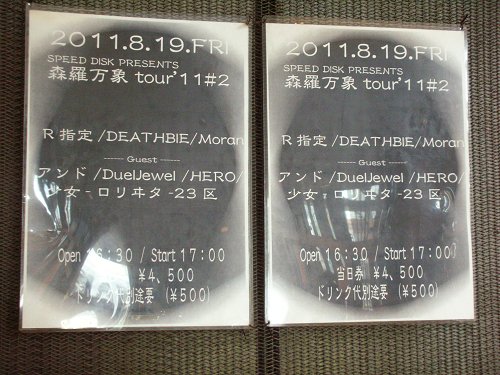 2011.8.19.FRI
SPEED DISK PRESENTS
森羅万象 tour'11#2
R指定 /DEATHBIE/Moran
------ Guest ------
アンド /DuelJewel /HERO/
少女-ロリヰタ-23区
Open 16:30 / Start 17:00
¥4,500
ドリンク代別途要 (¥500)
2011.8.19.FRI
SPEED DISK PRESENTS
森羅万象 tour'11#2
R指定 /DEATHBIE/Moran
------ Guest ------
アンド /DuelJewel /HERO/
少女-ロリヰタ-23区
Open 16:30 / Start 17:00
当日券 ¥4,500
ドリンク代別途要 (¥500)